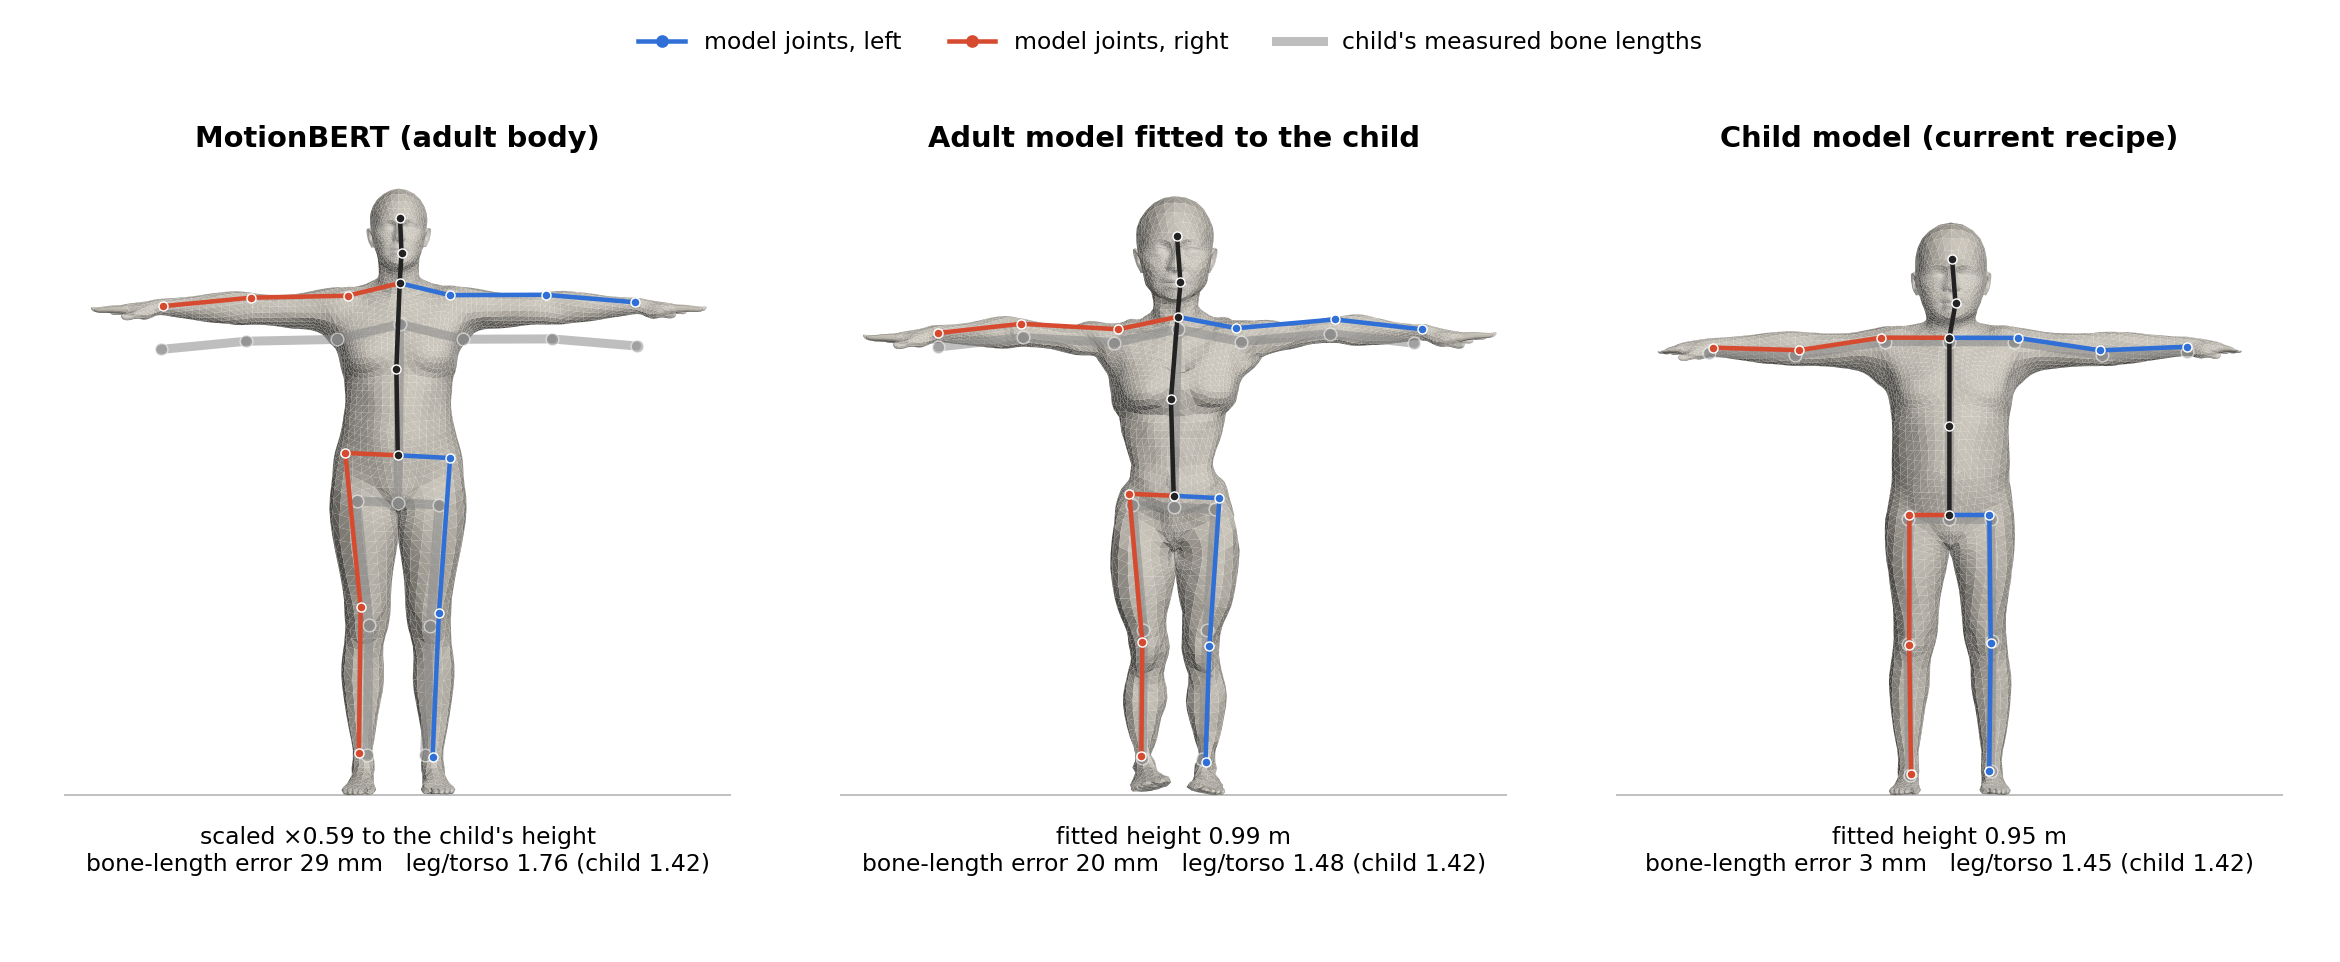 model joints, left   model joints, right   child's measured bone lengths
MotionBERT (adult body)
Adult model fitted to the child
Child model (current recipe)
scaled ×0.59 to the child's height
bone-length error 29 mm   leg/torso 1.76 (child 1.42)
fitted height 0.99 m
bone-length error 20 mm   leg/torso 1.48 (child 1.42)
fitted height 0.95 m
bone-length error 3 mm   leg/torso 1.45 (child 1.42)